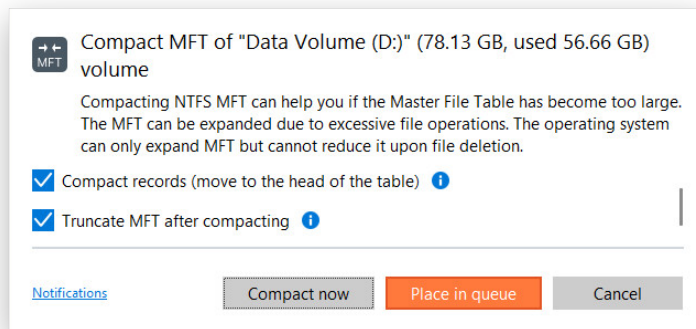 Compact MFT of "Data Volume (D:)" (78.13 GB, used 56.66 GB)
MFT
volume
Compacting NTFS MFT can help you if the Master File Table has become too large.
The MFT can be expanded due to excessive file operations. The operating system
can only expand MFT but cannot reduce it upon file deletion.
Compact records (move to the head of the table)
Truncate MFT after compacting
Notifications
Compact now
Place in queue
Cancel